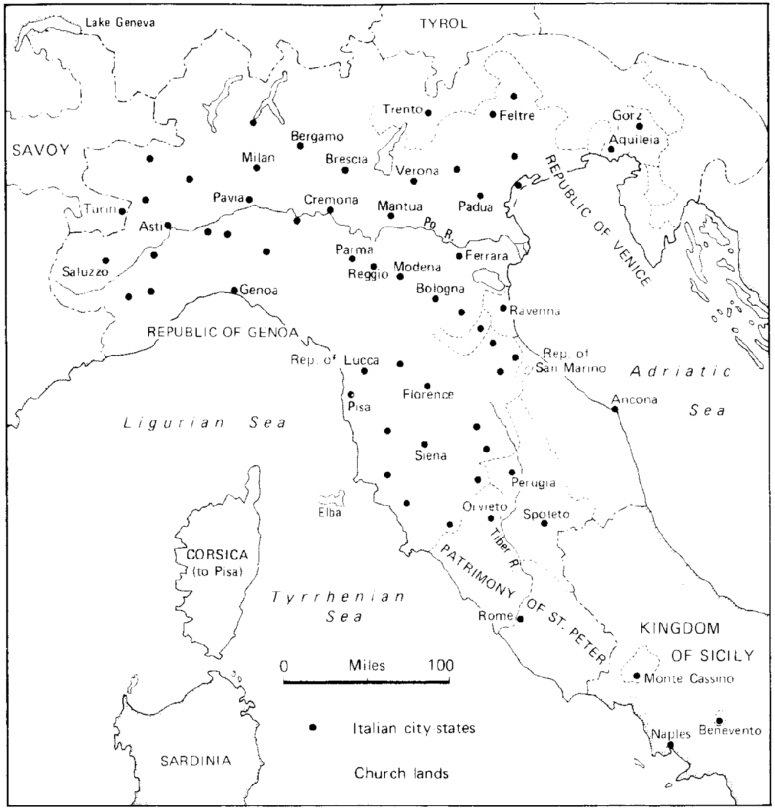 Lake Geneva
TYROL
SAVOY
Trento
Feltre
Gorz
Aquileia
Bergamo
Milan
Brescia
Verona
Turin
Pavia
Cremona
Mantua
Padua
REPUBLIC OF VENICE
Asti
Po R.
Saluzzo
Parma
Reggio
Modena
Ferrara
Bologna
Genoa
Ravenna
REPUBLIC OF GENOA
Rep. of Lucca
Rep. of
San Marino
Adriatic
Sea
Pisa
Florence
Ancona
Ligurian Sea
Siena
Perugia
Elba
Orvieto
Spoleto
Tiber R
CORSICA
(to Pisa)
PATRIMONY OF ST. PETER
Tyrrhenian
Sea
Rome
KINGDOM
OF SICILY
0 Miles 100
Monte Cassino
Italian city-states
Naples
Benevento
SARDINIA
Church lands